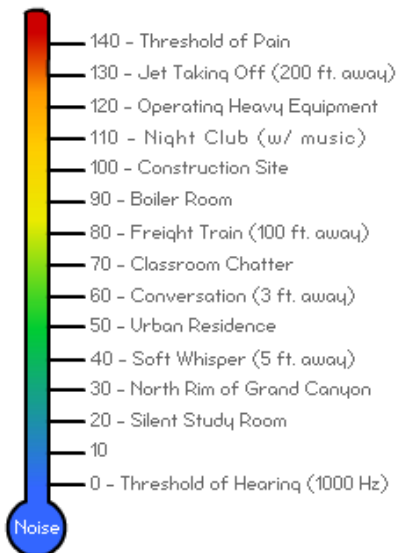 140 - Threshold of Pain
130 - Jet Taking Off (200 ft. away)
120 - Operating Heavy Equipment
110 - Night Club (w/ music)
100 - Construction Site
90 - Boiler Room
80 - Freight Train (100 ft. away)
70 - Classroom Chatter
60 - Conversation (3 ft. away)
50 - Urban Residence
40 - Soft Whisper (5 ft. away)
30 - North Rim of Grand Canyon
20 - Silent Study Room
10
0 - Threshold of Hearing (1000 Hz)
Noise